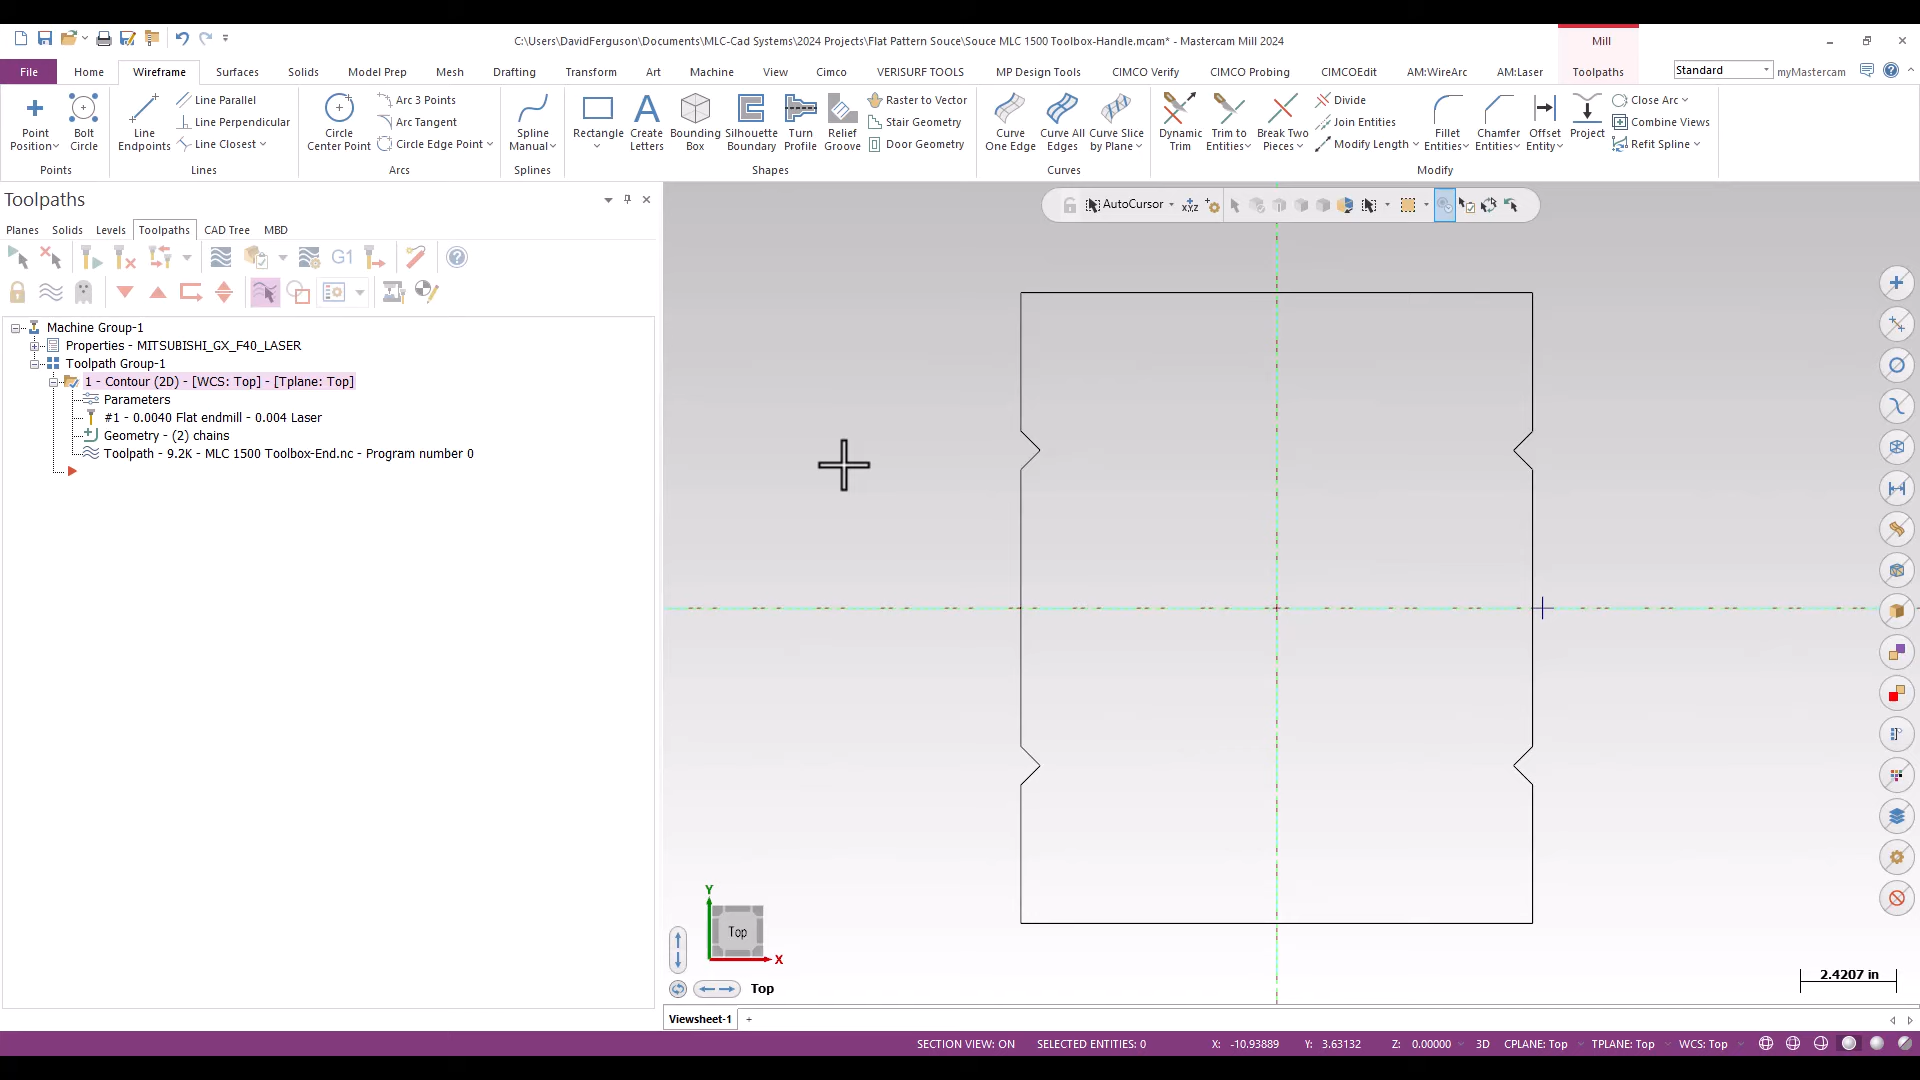 C:\Users\DavidFerguson\Documents\MLC-Cad Systems\2024 Projects\Flat Pattern Souce\Souce MLC 1500 Toolbox-Handle.mcam* - Mastercam Mill 2024
Mill
File Home Wireframe Surfaces Solids Model Prep Mesh Drafting Transform Art Machine View Cimco VERISURF TOOLS MP Design Tools CIMCO Verify CIMCO Probing CIMCOEdit AM:WireArc AM:Laser Toolpaths Standard myMastercam
Point Position
Bolt Circle
Points
Line Endpoints
Line Parallel
Line Perpendicular
Line Closest
Lines
Circle Center Point
Arc 3 Points
Arc Tangent
Circle Edge Point
Arcs
Spline Manual
Splines
Rectangle
Create Letters
Bounding Box
Silhouette Boundary
Turn Profile
Relief Groove
Raster to Vector
Stair Geometry
Door Geometry
Shapes
Curve One Edge
Curve All Edges
Curve Slice by Plane
Curves
Dynamic Trim
Trim to Entities
Break Two Pieces
Divide
Join Entities
Modify Length
Fillet Entities
Chamfer Entities
Offset Entity
Project
Close Arc
Combine Views
Refit Spline
Modify
Toolpaths
Planes Solids Levels Toolpaths CAD Tree MBD
G1
Machine Group-1
Properties - MITSUBISHI_GX_F40_LASER
Toolpath Group-1
1 - Contour (2D) - [WCS: Top] - [Tplane: Top]
Parameters
#1 - 0.0040 Flat endmill - 0.004 Laser
Geometry - (2) chains
Toolpath - 9.2K - MLC 1500 Toolbox-End.nc - Program number 0
AutoCursor
XYZ
Y
Top
X
Top
2.4207 in
Viewsheet-1 +
SECTION VIEW: ON SELECTED ENTITIES: 0 X: -10.93889 Y: 3.63132 Z: 0.00000 3D CPLANE: Top TPLANE: Top WCS: Top